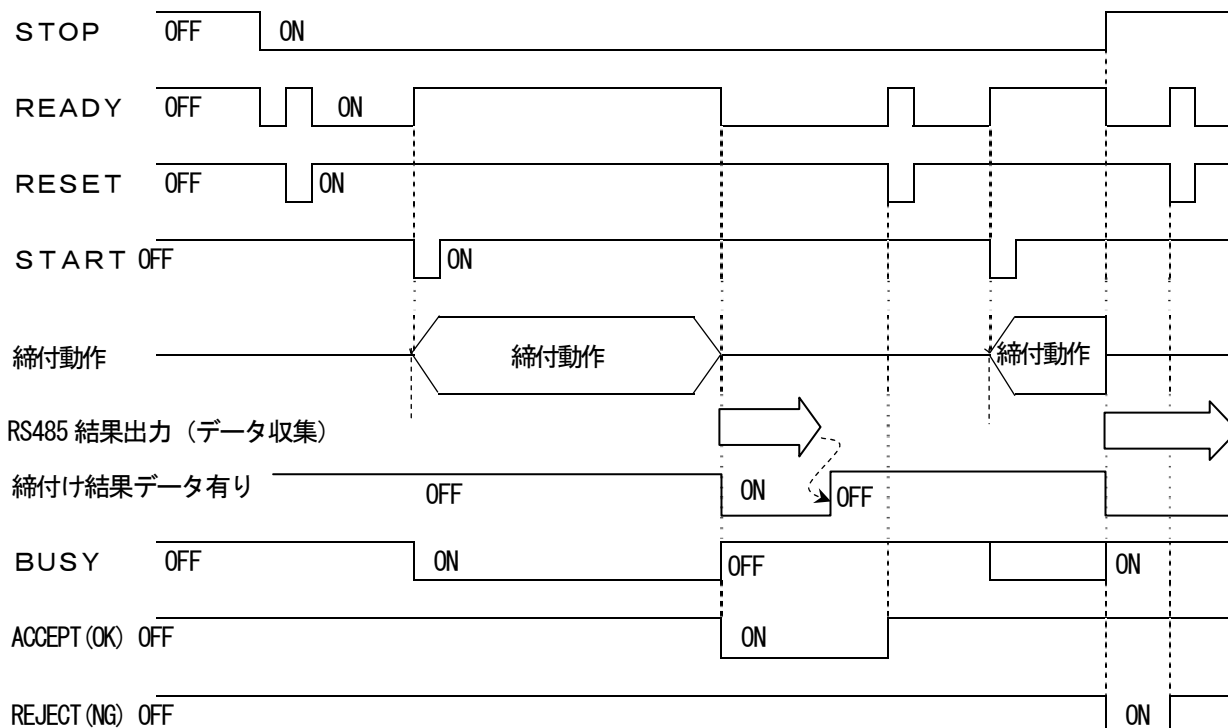 STOP OFF ON
READY OFF ON
RESET OFF ON
START OFF ON
締付動作 締付動作 締付動作
RS485 結果出力 (データ収集)
締付け結果データ有り OFF ON OFF
BUSY OFF ON OFF ON
ACCEPT(OK) OFF ON
REJECT(NG) OFF ON